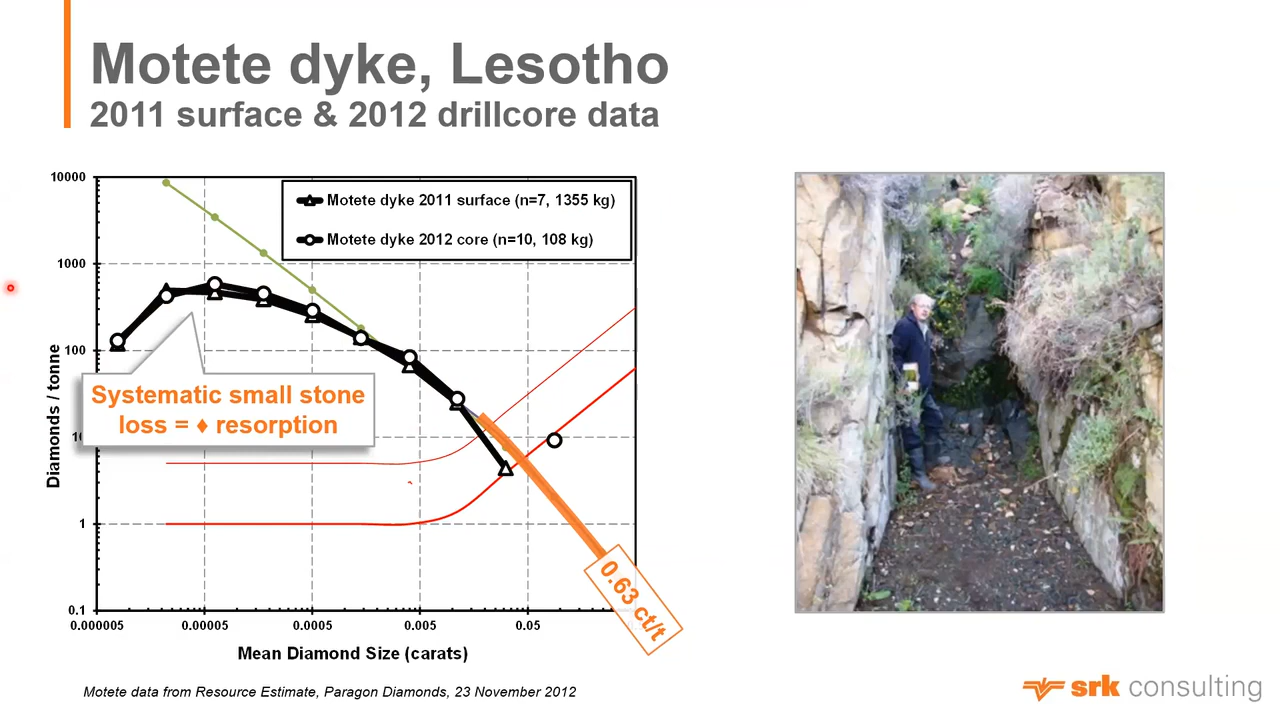 Motete dyke, Lesotho
2011 surface & 2012 drillcore data
10000
1000
100
10
1
0.1
Diamonds / tonne
Motete dyke 2011 surface (n=7, 1355 kg)
Motete dyke 2012 core (n=10, 108 kg)
Systematic small stone
loss = ♦ resorption
0.63 ct/t
0.000005
0.00005
0.0005
0.005
0.05
Mean Diamond Size (carats)
Motete data from Resource Estimate, Paragon Diamonds, 23 November 2012
srk consulting